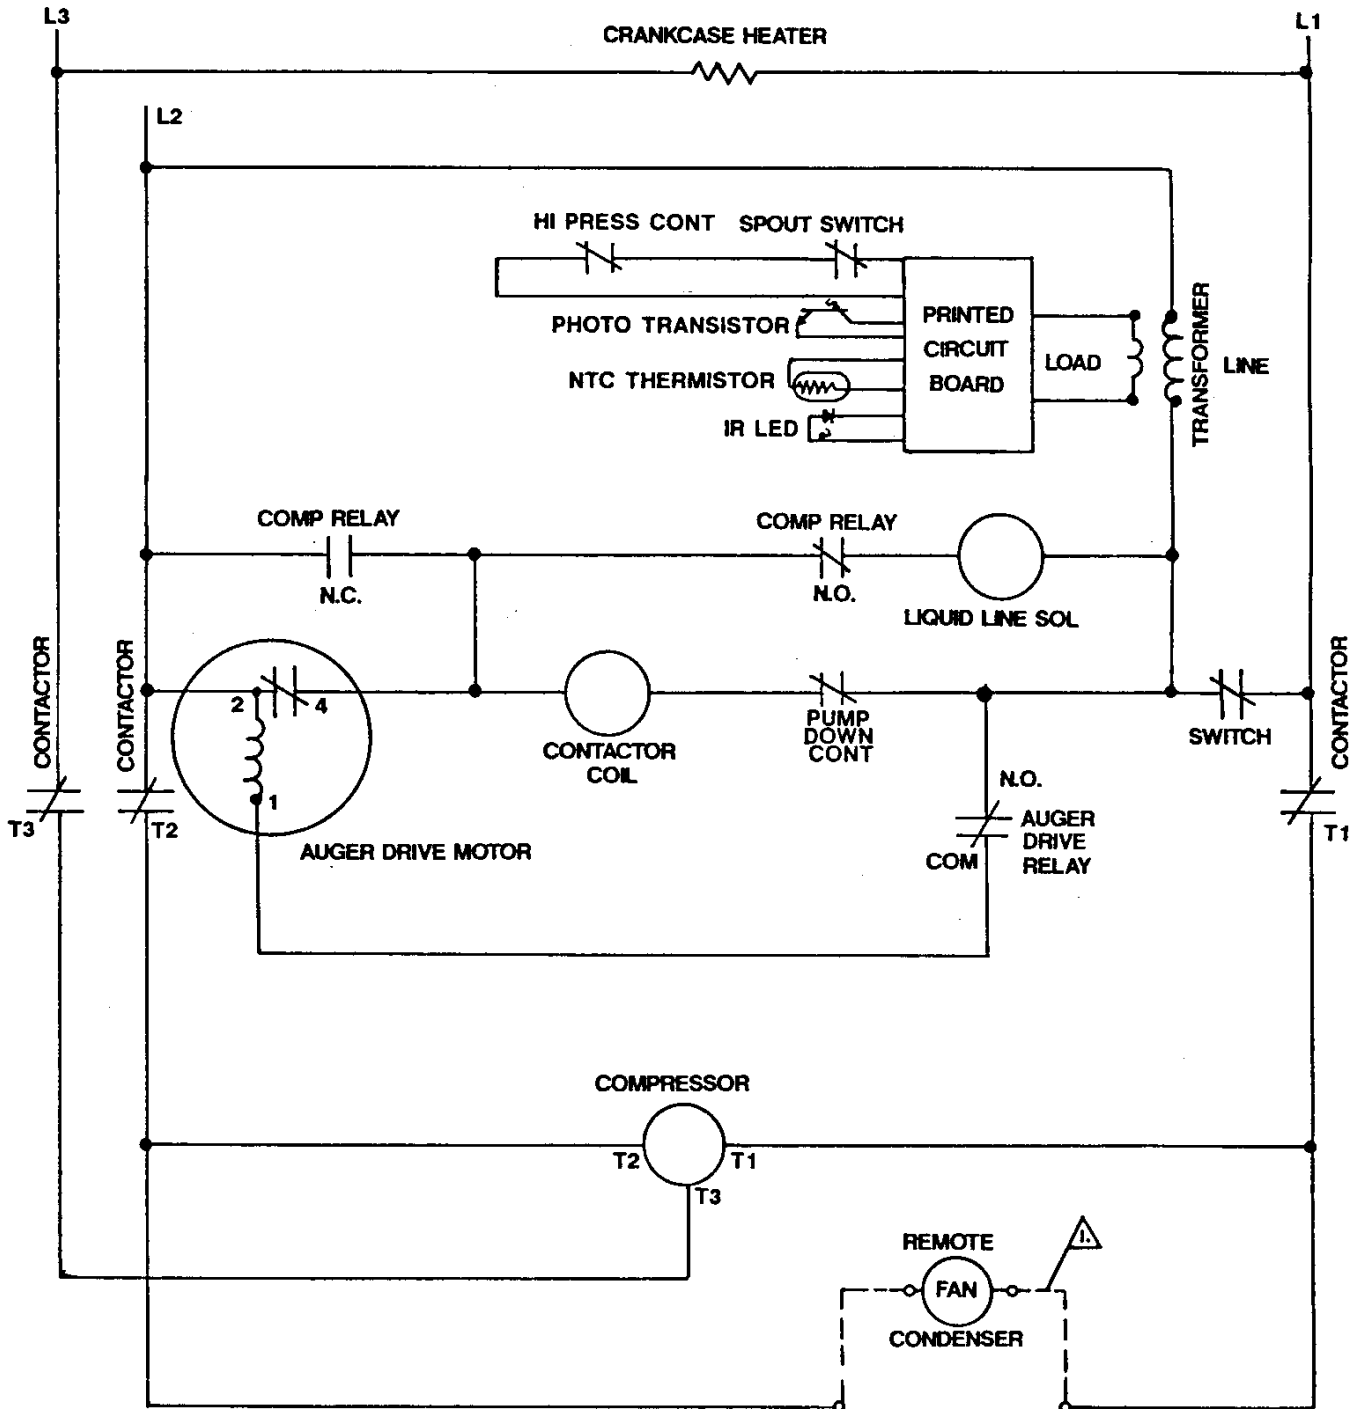 L3
L1
CRANKCASE HEATER
L2
HI PRESS CONT
SPOUT SWITCH
PHOTO TRANSISTOR
NTC THERMISTOR
IR LED
PRINTED
CIRCUIT
BOARD
LOAD
TRANSFORMER
LINE
COMP RELAY
N.C.
COMP RELAY
N.O.
LIQUID LINE SOL
CONTACTOR
CONTACTOR
2
4
1
CONTACTOR
COIL
PUMP
DOWN
CONT
SWITCH
CONTACTOR
T3
T2
AUGER DRIVE MOTOR
N.O.
AUGER
DRIVE
RELAY
COM
T1
COMPRESSOR
T2
T1
T3
REMOTE
FAN
CONDENSER
1.